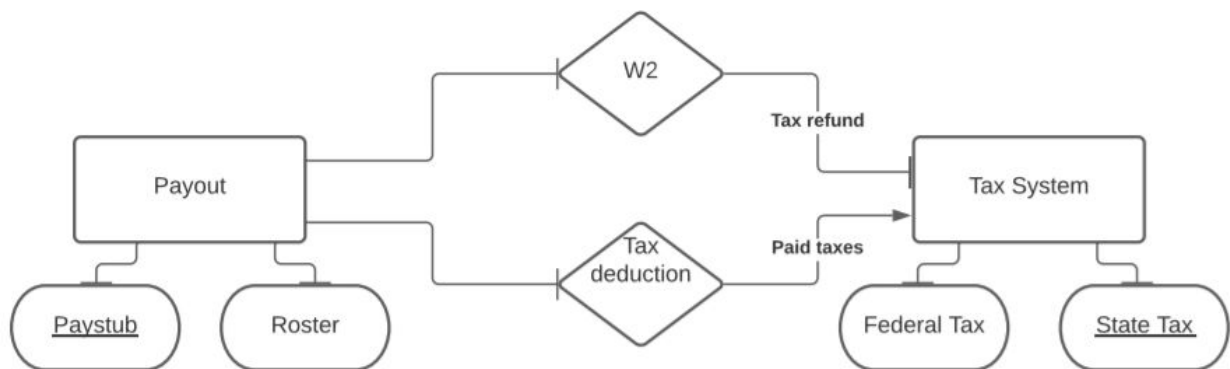 W2
Tax refund
Payout
Tax System
Tax
deduction
Paid taxes
Paystub
Roster
Federal Tax
State Tax